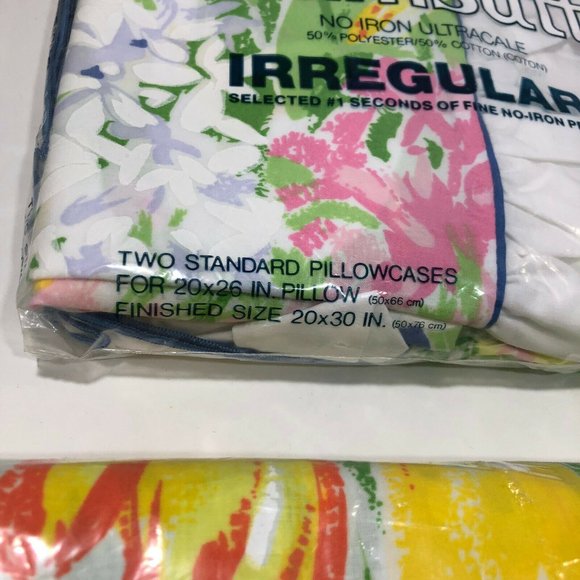 NO IRON ULTRACALE
50% POLYESTER/50% COTTON (COTON)
IRREGULAR
SELECTED #1 SECONDS OF FINE NO-IRON
TWO STANDARD PILLOWCASES
FOR 20x26 IN. PILLOW (50x66 cm)
FINISHED SIZE 20x30 IN. (50x76 cm)